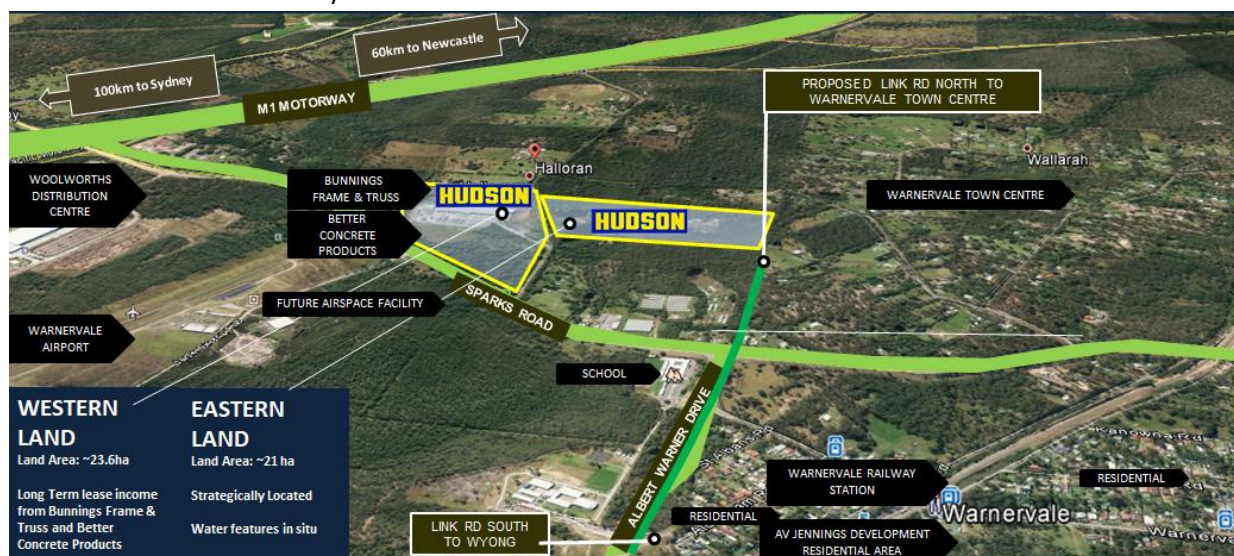 60km to Newcastle
100km to Sydney
M1 MOTORWAY
PROPOSED LINK RD NORTH TO
WARNERVALE TOWN CENTRE
WOOLWORTHS
DISTRIBUTION
CENTRE
BUNNINGS
FRAME & TRUSS
BETTER
CONCRETE
PRODUCTS
HUDSON
Halloran
HUDSON
Wallarah
WARNERVALE TOWN CENTRE
FUTURE AIRSPACE FACILITY
SPARKS ROAD
WARNERVALE
AIRPORT
SCHOOL
ALBERT WARNER DRIVE
WESTERN
LAND
Land Area: ~23.6ha
Long Term lease income
from Bunnings Frame &
Truss and Better
Concrete Products
EASTERN
LAND
Land Area: ~21 ha
Strategically Located
Water features in situ
LINK RD SOUTH
TO WYONG
RESIDENTIAL
WARNERVALE RAILWAY
STATION
Warnervale
AV JENNINGS DEVELOPMENT
RESIDENTIAL AREA
Kanowna Rd
RESIDENTIAL